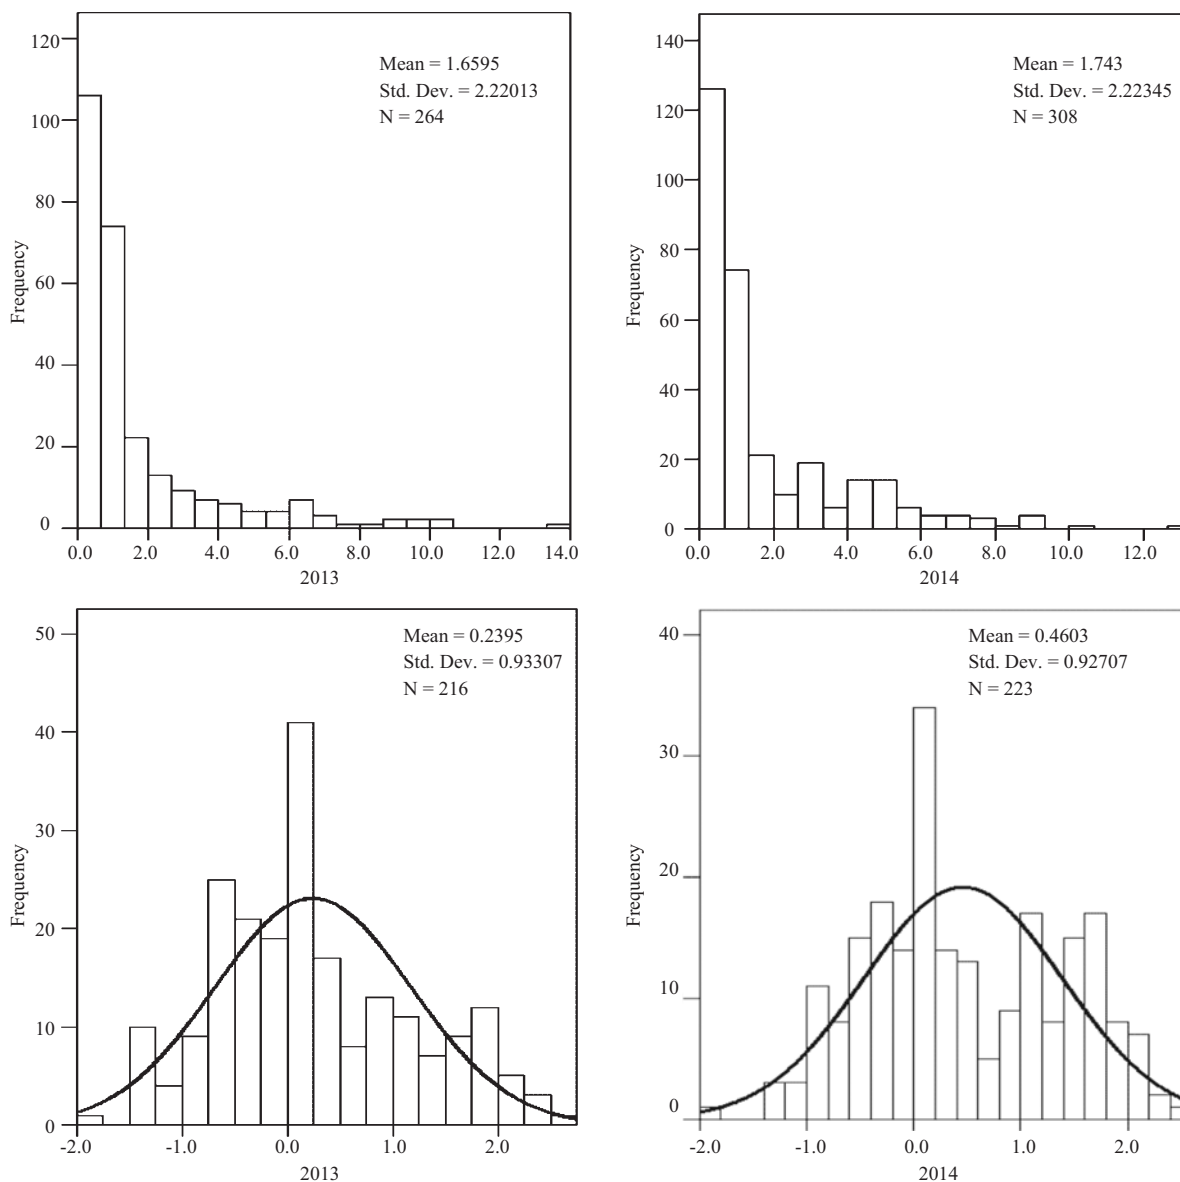 120
100
80
60
40
20
0
Frequency
Mean = 1.6595
Std. Dev. = 2.22013
N = 264
0.0 2.0 4.0 6.0 8.0 10.0 12.0 14.0
2013
140
120
100
80
60
40
20
0
Frequency
Mean = 1.743
Std. Dev. = 2.22345
N = 308
0.0 2.0 4.0 6.0 8.0 10.0 12.0
2014
50
40
30
20
10
0
Frequency
Mean = 0.2395
Std. Dev. = 0.93307
N = 216
-2.0 -1.0 0.0 1.0 2.0
2013
40
30
20
10
0
Frequency
Mean = 0.4603
Std. Dev. = 0.92707
N = 223
-2.0 -1.0 0.0 1.0 2.0
2014